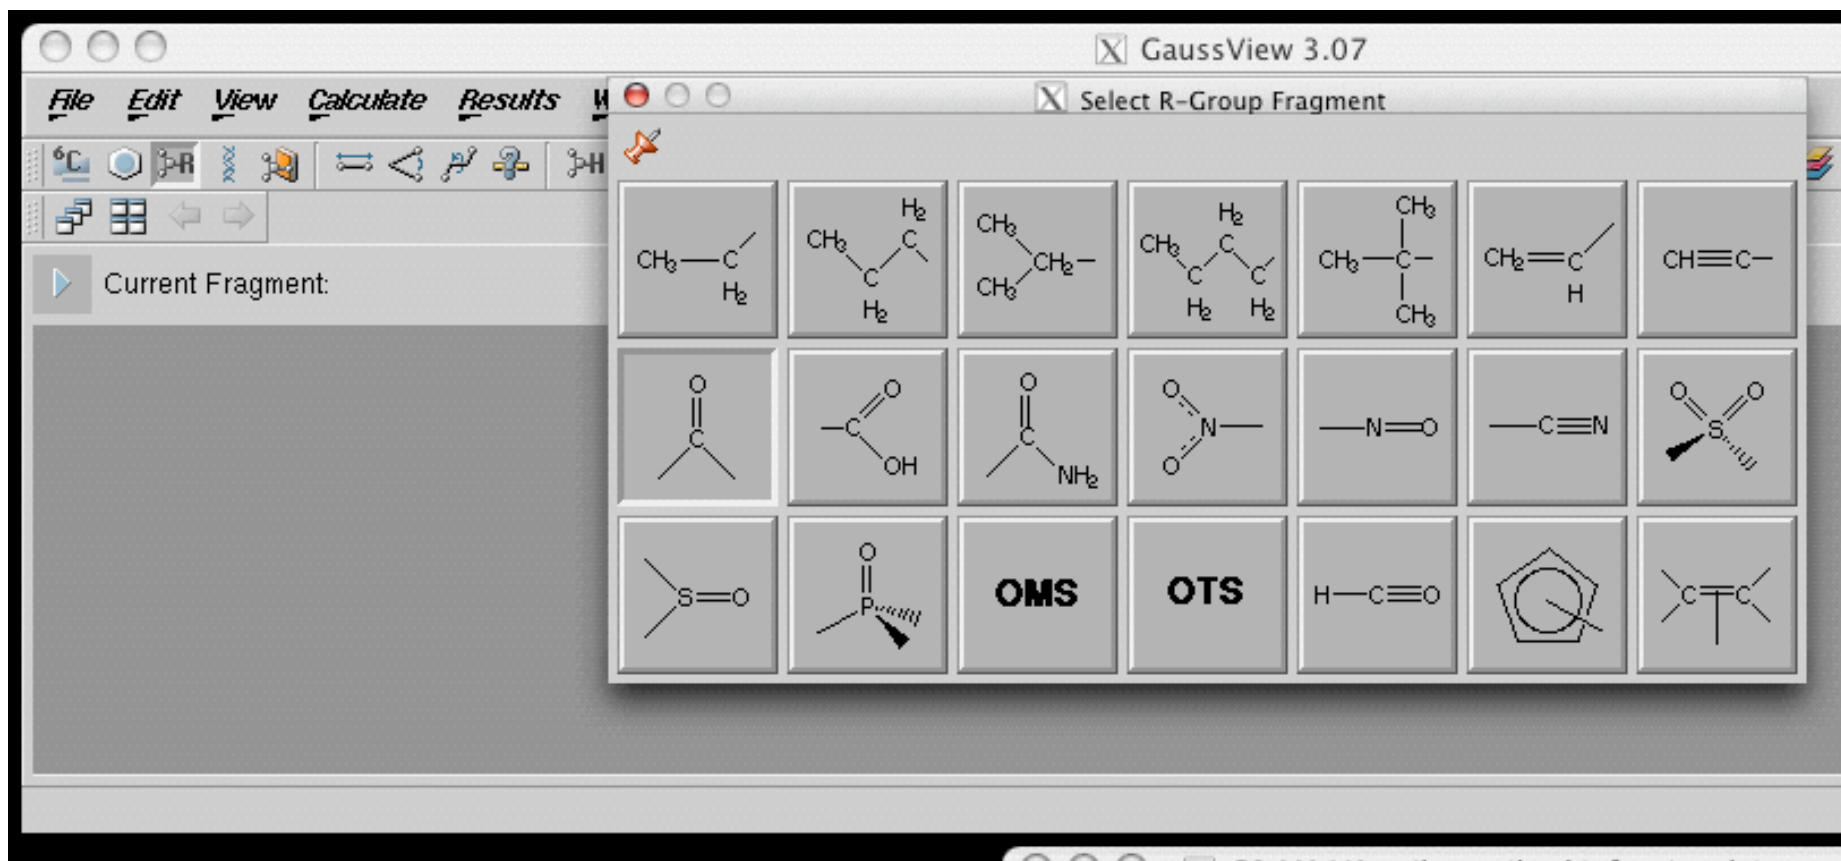 GaussView 3.07
File Edit View Calculate Results
Select R-Group Fragment
6C R H
Current Fragment:
CH3 C H2
CH3 C H2 C H2
CH3 CH3 CH2
CH3 C H2 C H2 C H2
CH3 CH3 C CH3
CH2 C H
CH C
O C
C O OH
O C NH2
O N O
N O
C N
O O S
S O
O P
OMS
OTS
H C O
C C